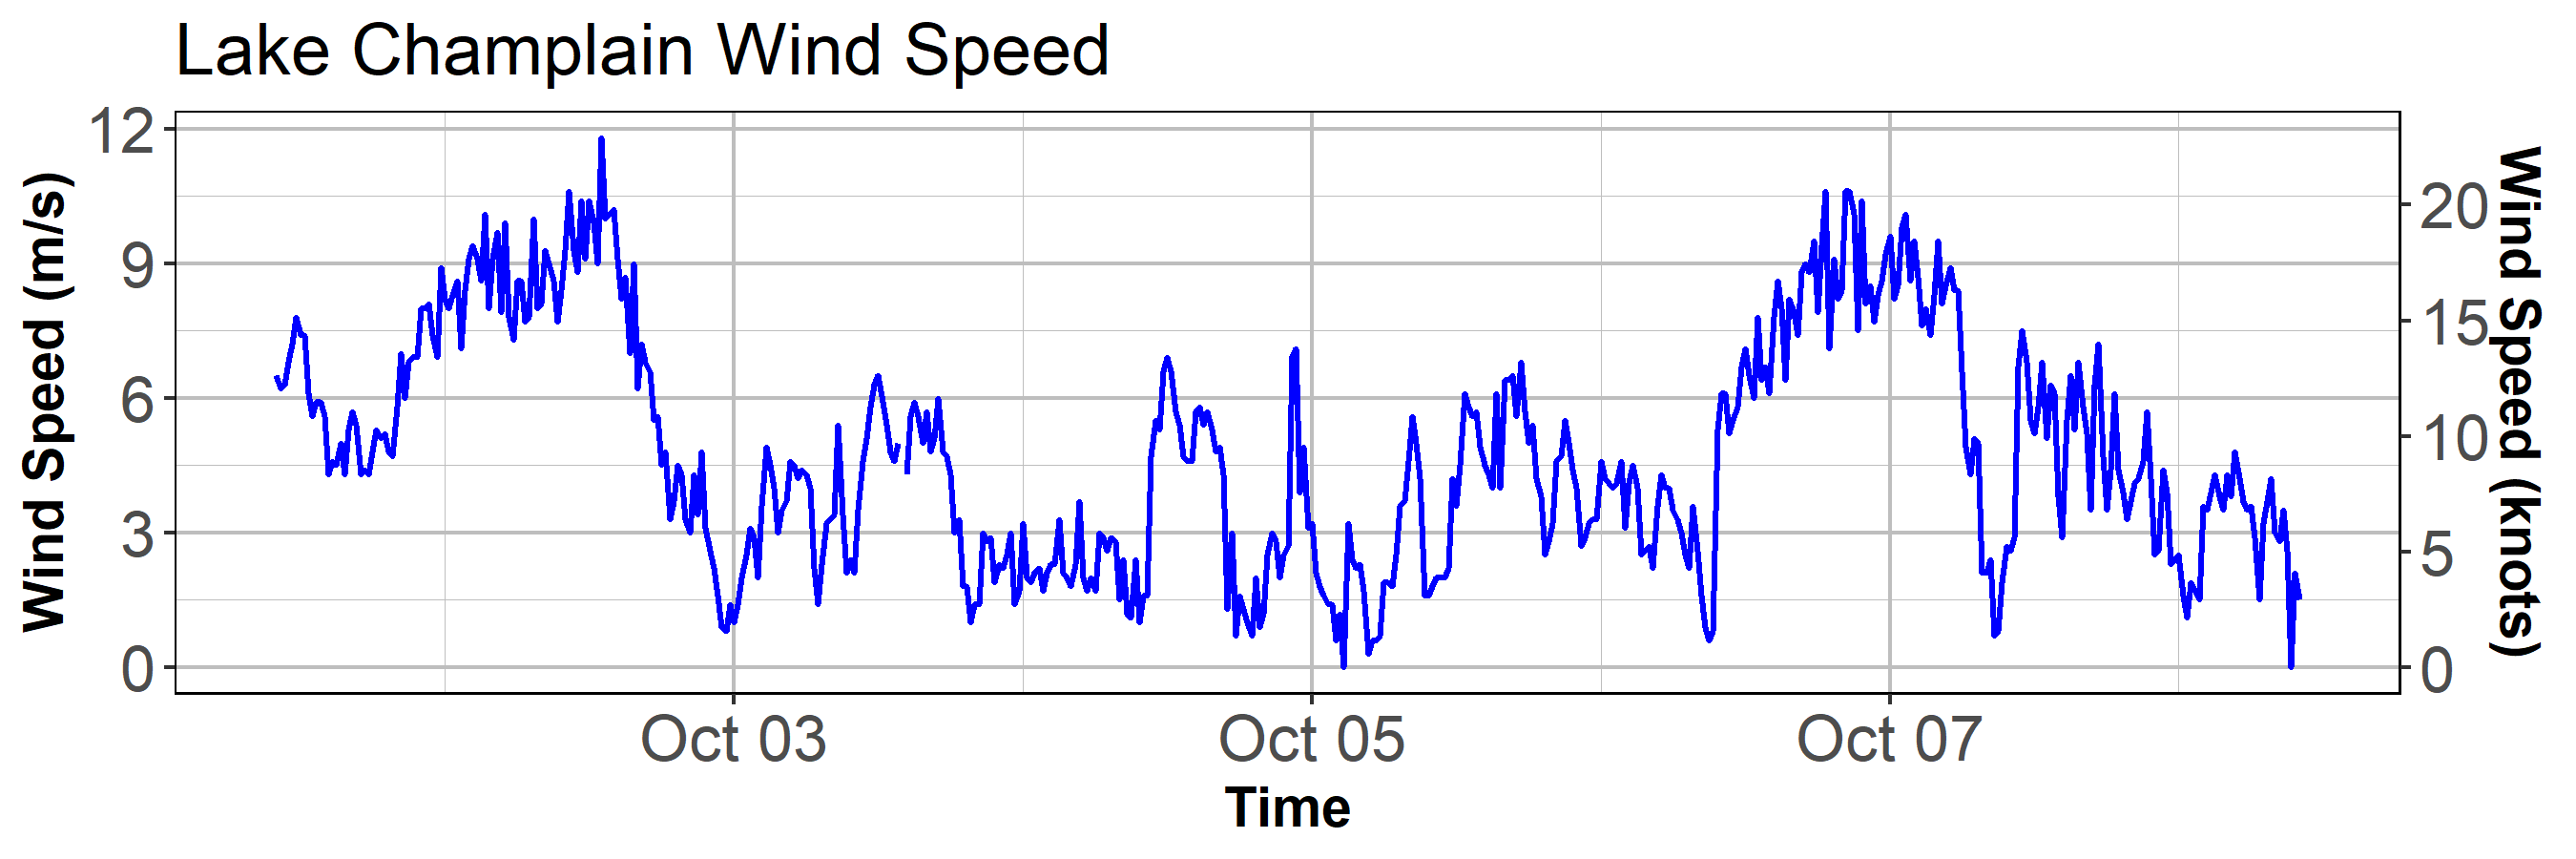 Lake Champlain Wind Speed
Wind Speed (m/s)
12
9
6
3
0
20
15
10
5
0
Wind Speed (knots)
Oct 03
Oct 05
Oct 07
Time